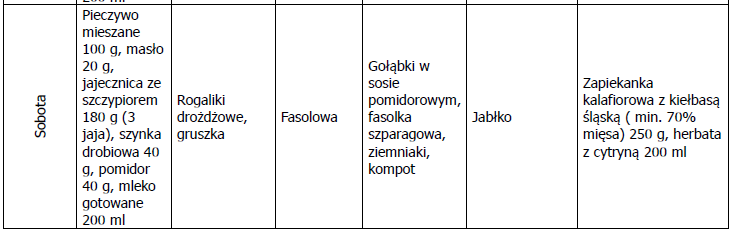 Sobota
Pieczywo
mieszane
100 g, masło
20 g,
jajecznica ze
szczypiorem
180 g (3
jaja), szynka
drobiowa 40
g, pomidor
40 g, mleko
gotowane
200 ml
Rogaliki
drożdżowe,
gruszka
Fasolowa
Gołąbki w
sosie
pomidorowym,
fasolka
szparagowa,
ziemniaki,
kompot
Jabłko
Zapiekanka
kalafiorowa z kiełbasą
śląską ( min. 70%
mięsa) 250 g, herbata
z cytryną 200 ml